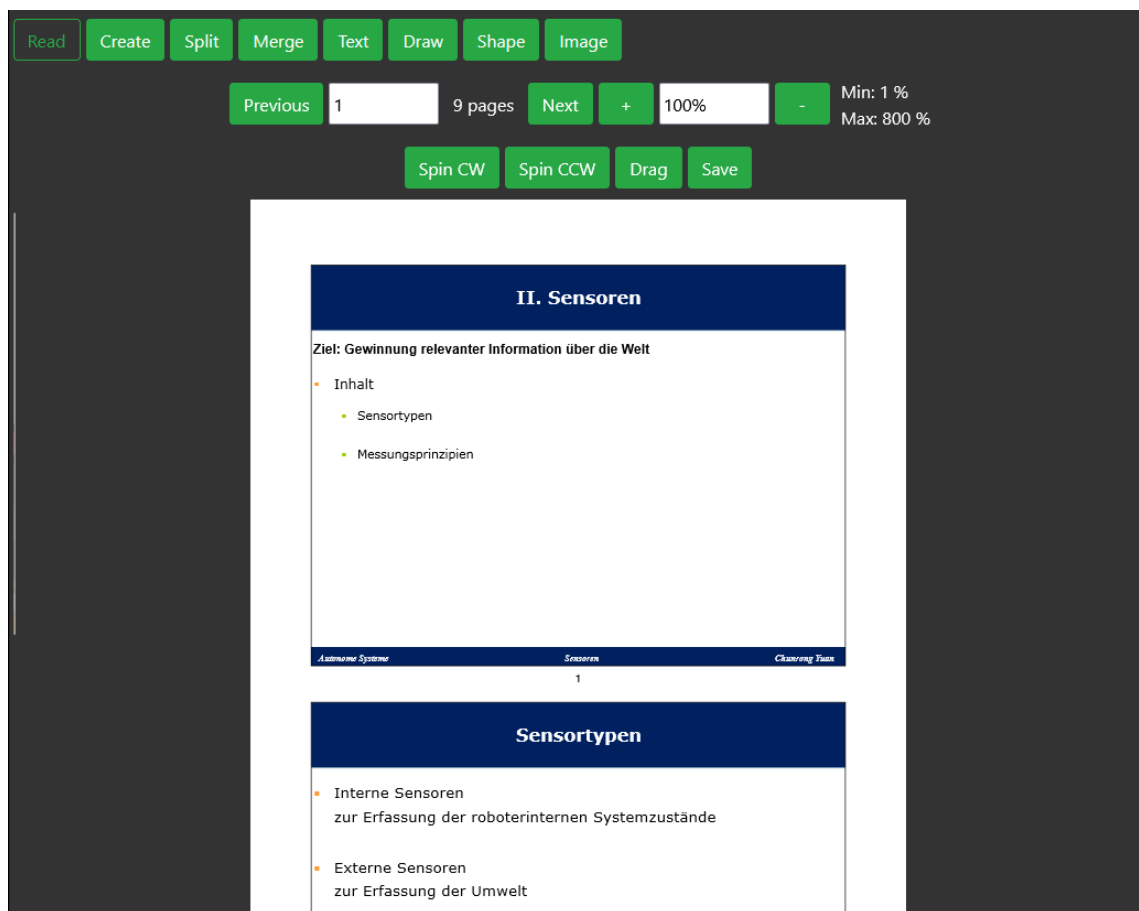 Read Create Split Merge Text Draw Shape Image
Previous 1 9 pages Next + 100% - Min: 1 %
Max: 800 %
Spin CW Spin CCW Drag Save
II. Sensoren
Ziel: Gewinnung relevanter Information über die Welt
Inhalt
Sensortypen
Messungsprinzipien
Autonome Systeme Sensoren Chunrong Yuan
1
Sensortypen
Interne Sensoren
zur Erfassung der roboterinternen Systemzustände
Externe Sensoren
zur Erfassung der Umwelt